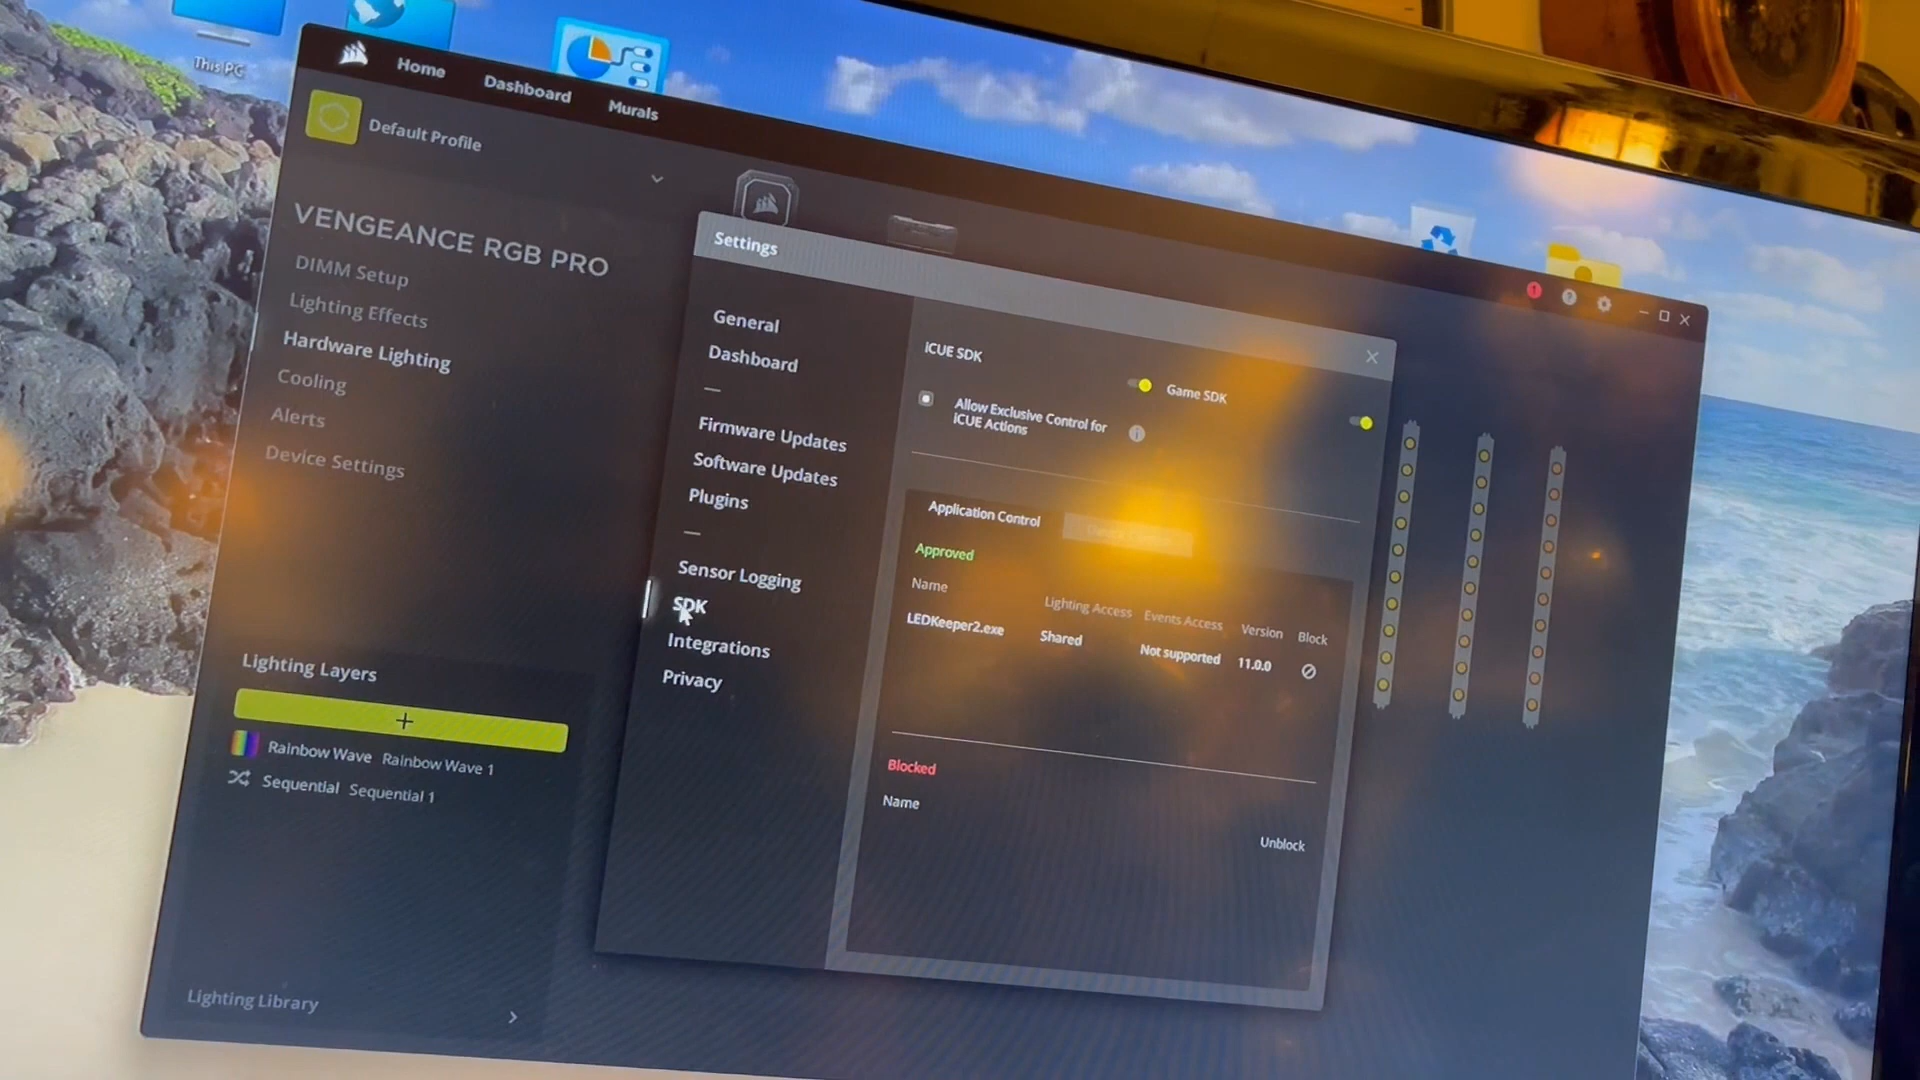 This PC
Home
Dashboard
Murals
Default Profile
VENGEANCE RGB PRO
DIMM Setup
Lighting Effects
Hardware Lighting
Cooling
Alerts
Device Settings
Lighting Layers
+
Rainbow Wave Rainbow Wave 1
Sequential Sequential 1
Lighting Library
Settings
General
Dashboard
Firmware Updates
Software Updates
Plugins
Sensor Logging
SDK
Integrations
Privacy
iCUE SDK
Game SDK
Allow Exclusive Control for
iCUE Actions
Application Control
Approved
Name Lighting Access Events Access Version Block
LEDKeeper2.exe Shared Not supported 11.0.0
Blocked
Name
Unblock